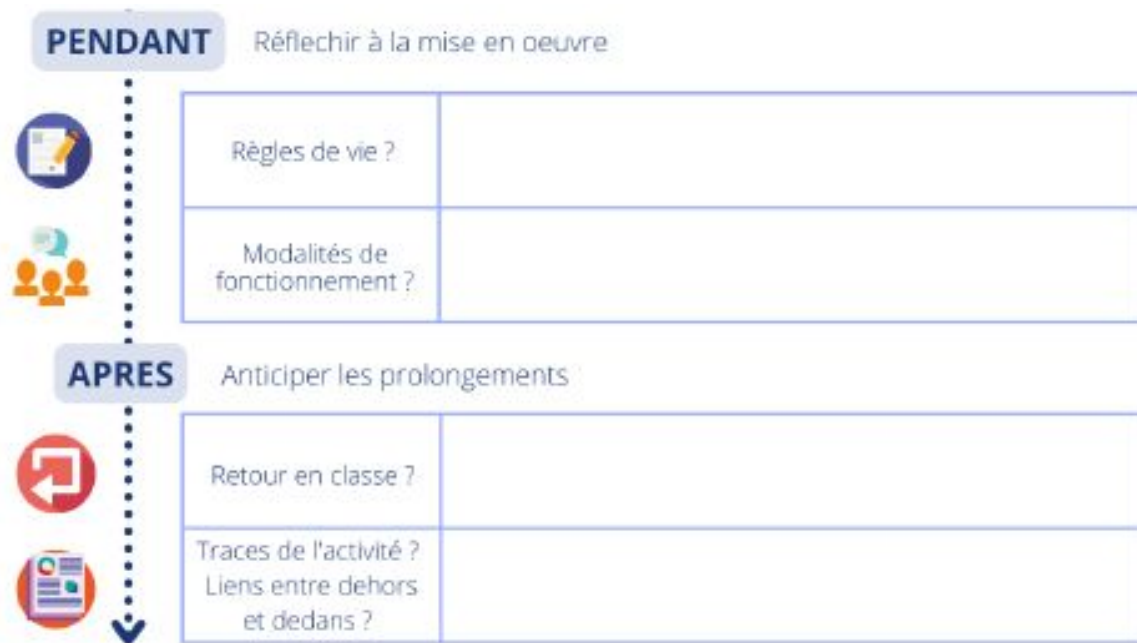 PENDANT Réflechir à la mise en oeuvre
Règles de vie ?
Modalités de
fonctionnement ?
APRES Anticiper les prolongements
Retour en classe ?
Traces de l'activité ?
Liens entre dehors
et dedans ?